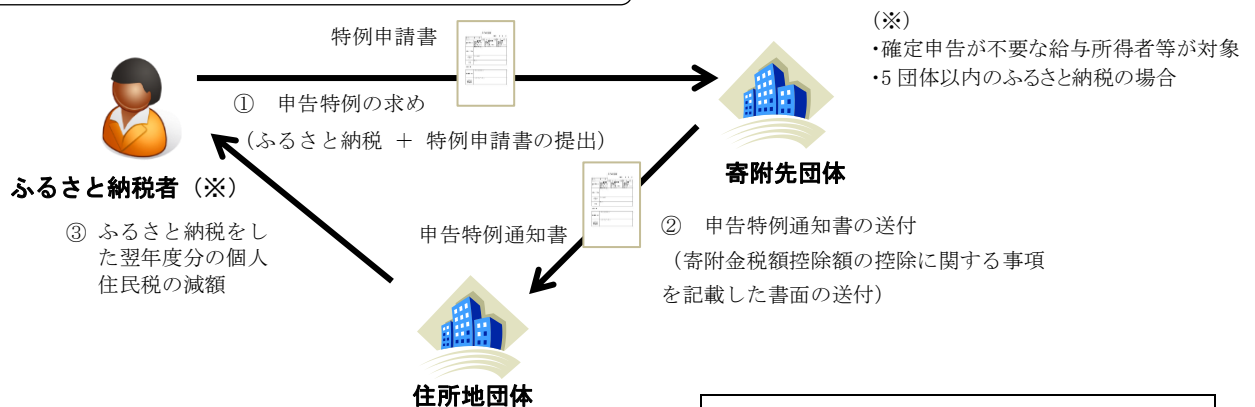 特例申請書
① 申告特例の求め
（ふるさと納税 ＋ 特例申請書の提出）
(※)
・確定申告が不要な給与所得者等が対象
・5団体以内のふるさと納税の場合
ふるさと納税者（※）
寄附先団体
③ ふるさと納税をし
た翌年度分の個人
住民税の減額
申告特例通知書
② 申告特例通知書の送付
（寄附金税額控除額の控除に関する事項
を記載した書面の送付）
住所地団体